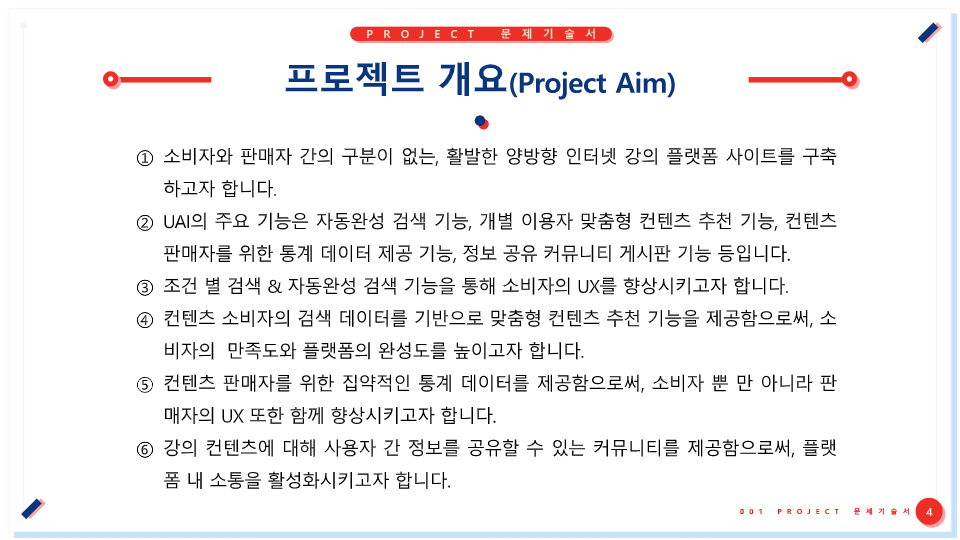 PROJECT 문제기술서
프로젝트 개요(Project Aim)
① 소비자와 판매자 간의 구분이 없는, 활발한 양방향 인터넷 강의 플랫폼 사이트를 구축
하고자 합니다.
② UAI의 주요 기능은 자동완성 검색 기능, 개별 이용자 맞춤형 컨텐츠 추천 기능, 컨텐츠
판매자를 위한 통계 데이터 제공 기능, 정보 공유 커뮤니티 게시판 기능 등입니다.
③ 조건 별 검색 & 자동완성 검색 기능을 통해 소비자의 UX를 향상시키고자 합니다.
④ 컨텐츠 소비자의 검색 데이터를 기반으로 맞춤형 컨텐츠 추천 기능을 제공함으로써, 소
비자의 만족도와 플랫폼의 완성도를 높이고자 합니다.
⑤ 컨텐츠 판매자를 위한 집약적인 통계 데이터를 제공함으로써, 소비자 뿐 만 아니라 판
매자의 UX 또한 함께 향상시키고자 합니다.
⑥ 강의 컨텐츠에 대해 사용자 간 정보를 공유할 수 있는 커뮤니티를 제공함으로써, 플랫
폼 내 소통을 활성화시키고자 합니다.
001 PROJECT 문제기술서 4